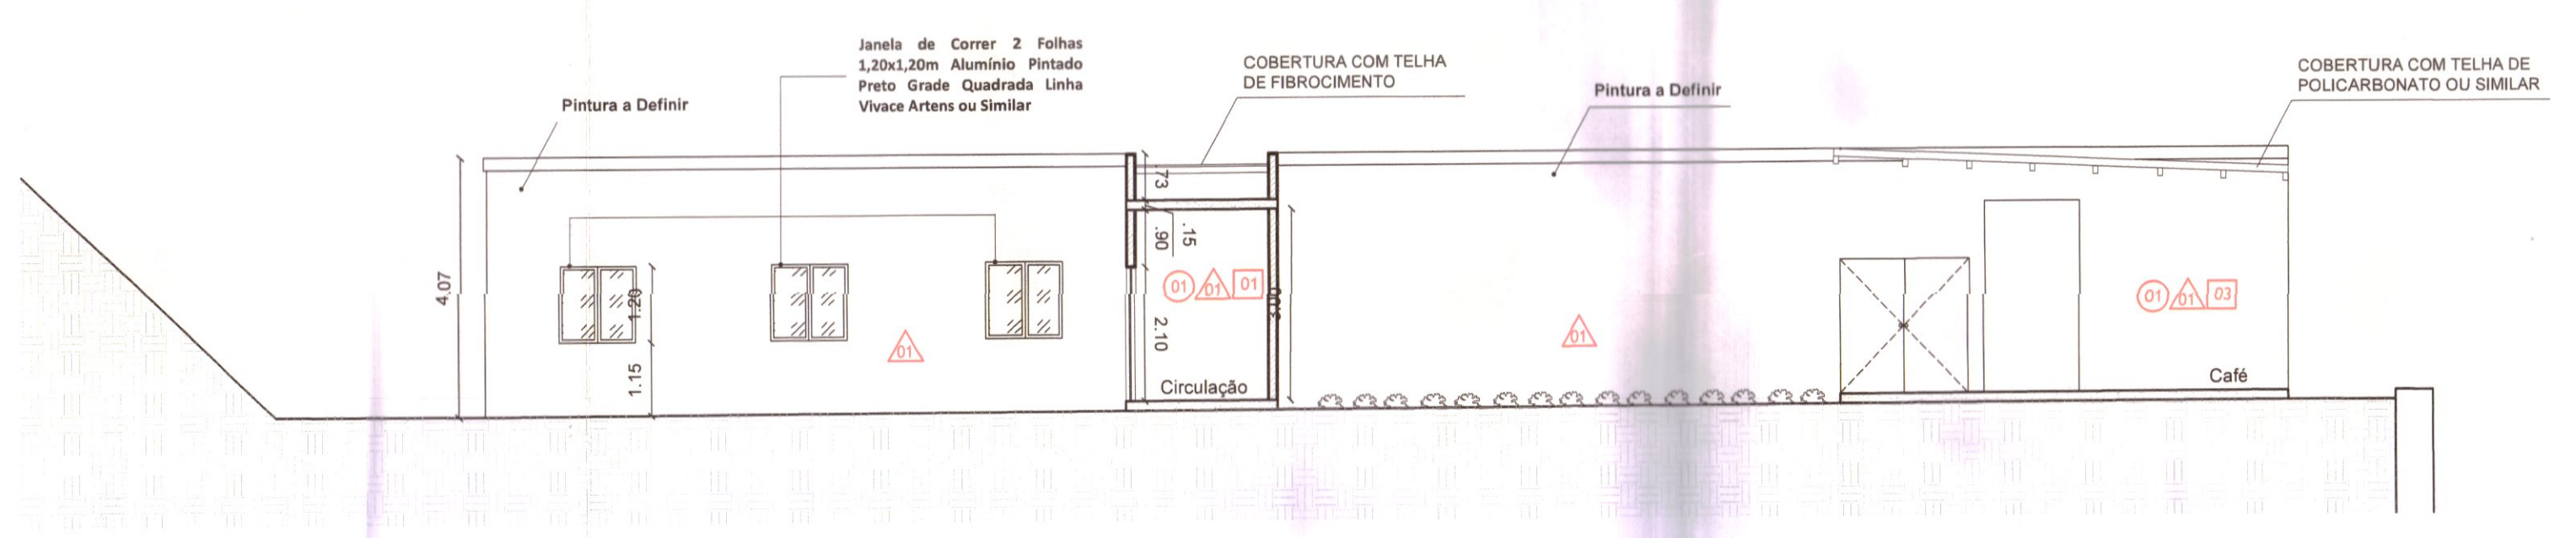 Janela de Correr 2 Folhas
1,20x1,20m Alumínio Pintado
Preto Grade Quadrada Linha
Vivace Artens ou Similar
COBERTURA COM TELHA
DE FIBROCIMENTO
COBERTURA COM TELHA DE
POLICARBONATO OU SIMILAR
Pintura a Definir
Pintura a Definir
4,07
1.20
1.15
.73
.90
.15
2.10
01
01
01
01
01
01
01
03
Circulação
Café